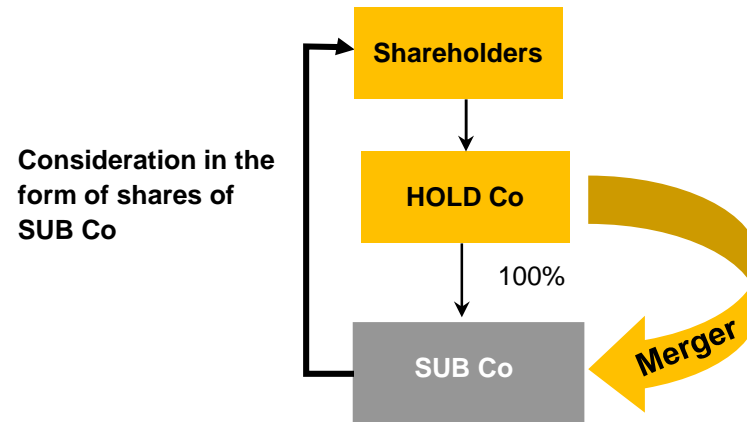 Shareholders
Consideration in the
form of shares of
SUB Co
HOLD Co
100%
SUB Co
Merger